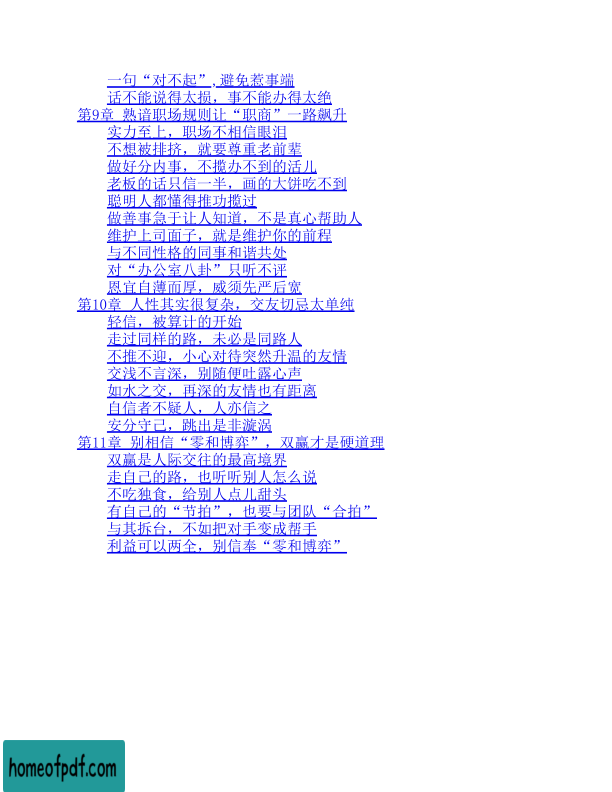 一句“对不起”,避免惹事端
话不能说得太损，事不能办得太绝
第9章 熟谙职场规则让“职商”一路飙升
实力至上，职场不相信眼泪
不想被排挤，就要尊重老前辈
做好分内事，不揽办不到的活儿
老板的话只信一半，画的大饼吃不到
聪明人都懂得推功揽过
做善事急于让人知道，不是真心帮助人
维护上司面子，就是维护你的前程
与不同性格的同事和谐共处
对“办公室八卦”只听不评
恩宜自薄而厚，威须先严后宽
第10章 人性其实很复杂，交友切忌太单纯
轻信，被算计的开始
走过同样的路，未必是同路人
不推不迎，小心对待突然升温的友情
交浅不言深，别随便吐露心声
如水之交，再深的友情也有距离
自信者不疑人，人亦信之
安分守己，跳出是非漩涡
第11章 别相信“零和博弈”，双赢才是硬道理
双赢是人际交往的最高境界
走自己的路，也听听别人怎么说
不吃独食，给别人点儿甜头
有自己的“节拍”，也要与团队“合拍”
与其拆台，不如把对手变成帮手
利益可以两全，别信奉“零和博弈”
homeofpdf.com